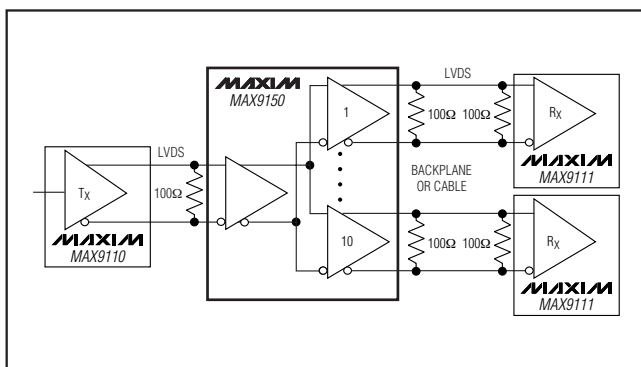 MAXIM
MAX9150
LVDS
1
100Ω 100Ω
RX
MAXIM
MAX9111
LVDS
TX
100Ω
MAXIM
MAX9110
BACKPLANE
OR CABLE
10
100Ω 100Ω
RX
MAXIM
MAX9111